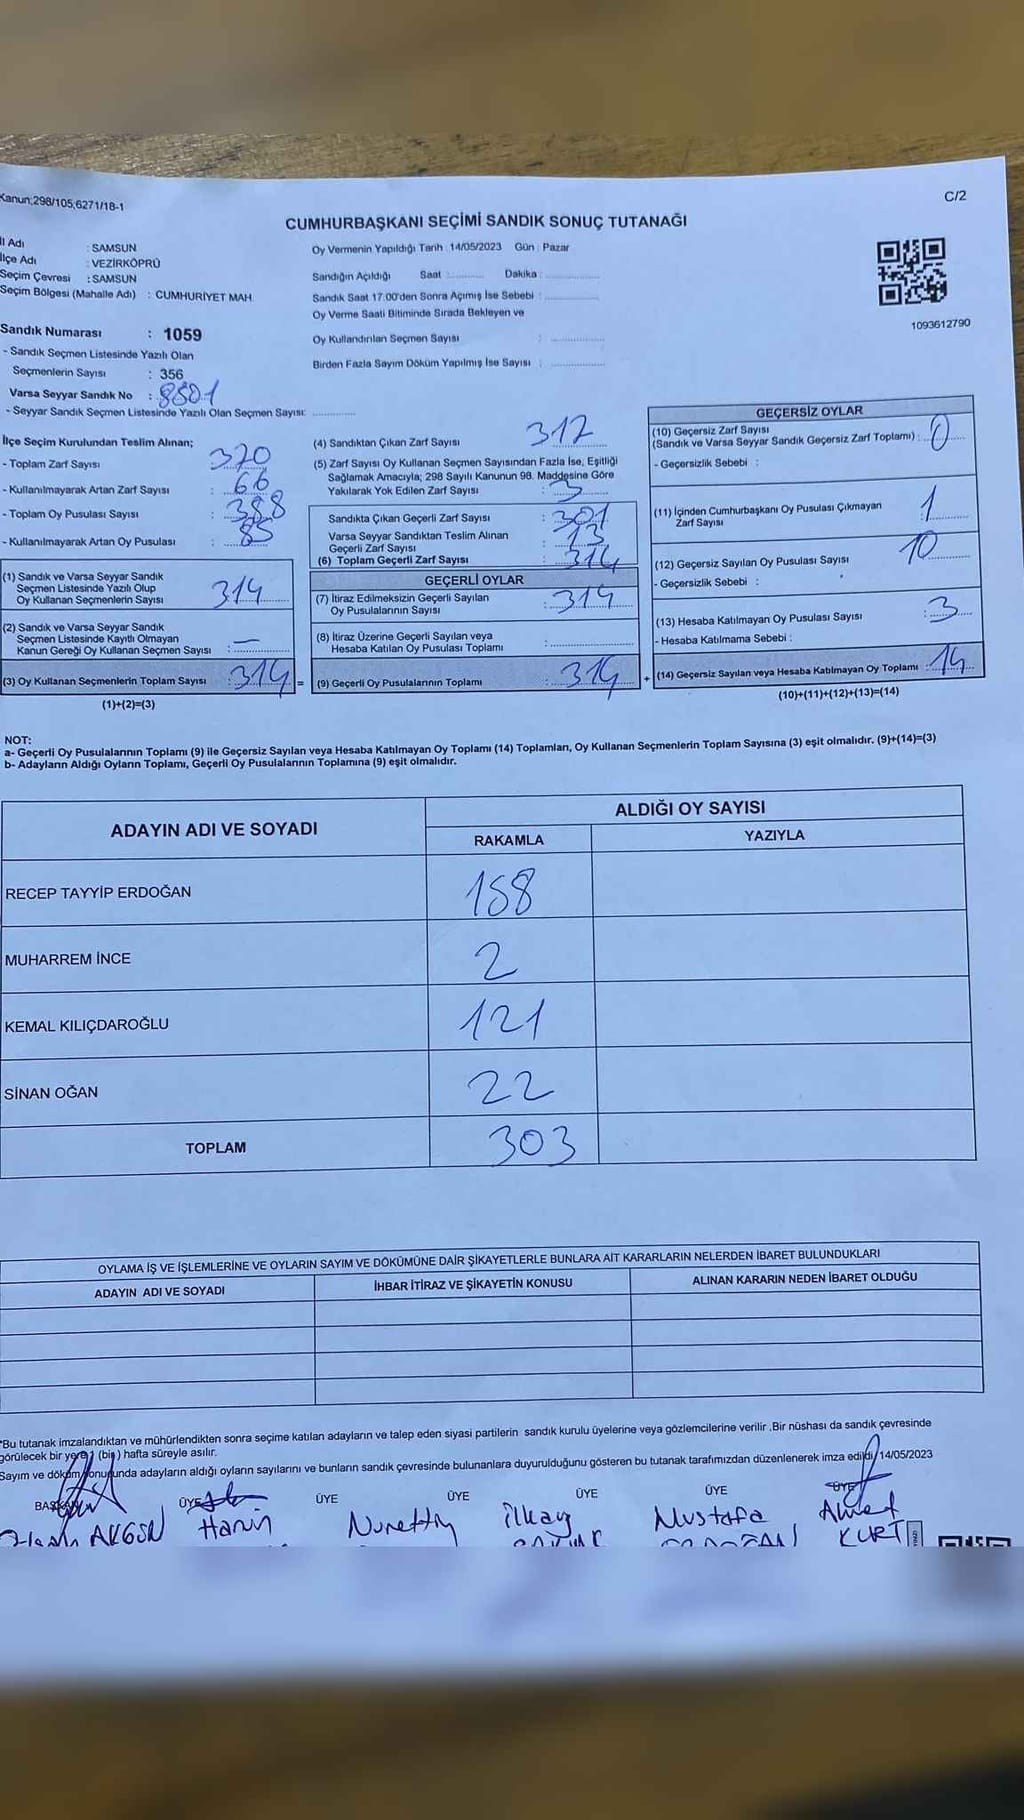 Kanun;298/105;6271/18-1
C/2
CUMHURBAŞKANI SEÇİMİ SANDIK SONUÇ TUTANAĞI
İl Adı : SAMSUN
İlçe Adı : VEZİRKÖPRÜ
Seçim Çevresi : SAMSUN
Seçim Bölgesi (Mahalle Adı) : CUMHURİYET MAH.
Oy Vermenin Yapıldığı Tarih : 14/05/2023 Gün : Pazar
Sandığın Açıldığı Saat :........... Dakika :...........
Sandık Saat 17.00'den Sonra Açımış İse Sebebi :...........
Oy Verme Saati Bitiminde Sırada Bekleyen ve
Oy Kullandırılan Seçmen Sayısı :...........
Birden Fazla Sayım Döküm Yapılmış İse Sayısı :...........
1093612790
Sandık Numarası : 1059
- Sandık Seçmen Listesinde Yazılı Olan
Seçmenlerin Sayısı : 356
Varsa Seyyar Sandık No : 8501
- Seyyar Sandık Seçmen Listesinde Yazılı Olan Seçmen Sayısı: ...........
İlçe Seçim Kurulundan Teslim Alınan;
- Toplam Zarf Sayısı : 320
- Kullanılmayarak Artan Zarf Sayısı : 66
- Toplam Oy Pusulası Sayısı : 388
- Kullanılmayarak Artan Oy Pusulası : 85
(1) Sandık ve Varsa Seyyar Sandık
Seçmen Listesinde Yazılı Olup
Oy Kullanan Seçmenlerin Sayısı : 314
(2) Sandık ve Varsa Seyyar Sandık
Seçmen Listesinde Kayıtlı Olmayan
Kanun Gereği Oy Kullanan Seçmen Sayısı : —
(3) Oy Kullanan Seçmenlerin Toplam Sayısı : 314 =
(1)+(2)=(3)
(4) Sandıktan Çıkan Zarf Sayısı : 317
(5) Zarf Sayısı Oy Kullanan Seçmen Sayısından Fazla İse, Eşitliği
Sağlamak Amacıyla; 298 Sayılı Kanunun 98. Maddesine Göre
Yakılarak Yok Edilen Zarf Sayısı : 3
Sandıkta Çıkan Geçerli Zarf Sayısı : 301
Varsa Seyyar Sandıktan Teslim Alınan
Geçerli Zarf Sayısı : 13
(6) Toplam Geçerli Zarf Sayısı : 314
GEÇERLİ OYLAR
(7) İtiraz Edilmeksizin Geçerli Sayılan
Oy Pusulalarının Sayısı : 314
(8) İtiraz Üzerine Geçerli Sayılan veya
Hesaba Katılan Oy Pusulası Toplamı :...........
(9) Geçerli Oy Pusulalarının Toplamı : 314 +
GEÇERSİZ OYLAR
(10) Geçersiz Zarf Sayısı
(Sandık ve Varsa Seyyar Sandık Geçersiz Zarf Toplamı) : 0
- Geçersizlik Sebebi :
(11) İçinden Cumhurbaşkanı Oy Pusulası Çıkmayan
Zarf Sayısı 1
(12) Geçersiz Sayılan Oy Pusulası Sayısı 10
- Geçersizlik Sebebi :
(13) Hesaba Katılmayan Oy Pusulası Sayısı 3
- Hesaba Katılmama Sebebi :
(14) Geçersiz Sayılan veya Hesaba Katılmayan Oy Toplamı : 14
(10)+(11)+(12)+(13)=(14)
NOT:
a- Geçerli Oy Pusulalarının Toplamı (9) ile Geçersiz Sayılan veya Hesaba Katılmayan Oy Toplamı (14) Toplamları, Oy Kullanan Seçmenlerin Toplam Sayısına (3) eşit olmalıdır. (9)+(14)=(3)
b- Adayların Aldığı Oyların Toplamı, Geçerli Oy Pusulalarının Toplamına (9) eşit olmalıdır.
ADAYIN ADI VE SOYADI ALDIĞI OY SAYISI
RAKAMLA YAZIYLA
RECEP TAYYİP ERDOĞAN 158
MUHARREM İNCE 2
KEMAL KILIÇDAROĞLU 121
SİNAN OĞAN 22
TOPLAM 303
OYLAMA İŞ VE İŞLEMLERİNE VE OYLARIN SAYIM VE DÖKÜMÜNE DAİR ŞİKAYETLERLE BUNLARA AİT KARARLARIN NELERDEN İBARET BULUNDUKLARI
ADAYIN ADI VE SOYADI İHBAR İTİRAZ VE ŞİKAYETİN KONUSU ALINAN KARARIN NEDEN İBARET OLDUĞU
*Bu tutanak imzalandıktan ve mühürlendikten sonra seçime katılan adayların ve talep eden siyasi partilerin sandık kurulu üyelerine veya gözlemcilerine verilir .Bir nüshası da sandık çevresinde
görülecek bir yere 1 (bir) hafta süreyle asılır.
Sayım ve döküm sonucunda adayların aldığı oyların sayılarını ve bunların sandık çevresinde bulunanlara duyurulduğunu gösteren bu tutanak tarafımızdan düzenlenerek imza edildi. 14/05/2023
BAŞKAN ÜYE ÜYE ÜYE ÜYE ÜYE ÜYE
AKGÜN Harun Nurettin İlkay Mustafa Ahmet
KURT